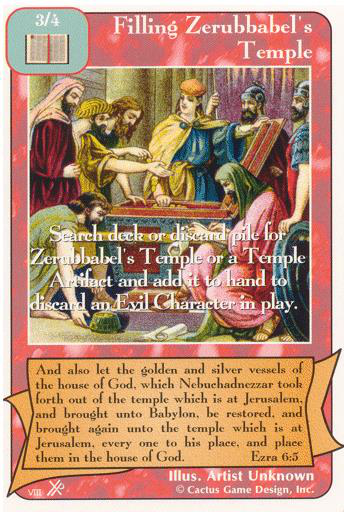 3/4
Filling Zerubbabel's
Temple
Search deck or discard pile for
Zerubbabel's Temple or a Temple
Artifact and add it to hand to
discard an Evil Character in play.
And also let the golden and silver vessels of
the house of God, which Nebuchadnezzar took
forth out of the temple which is at Jerusalem,
and brought unto Babylon, be restored, and
brought again unto the temple which is at
Jerusalem, every one to his place, and place
them in the house of God. Ezra 6:5
Illus. Artist Unknown
VIII © Cactus Game Design, Inc.